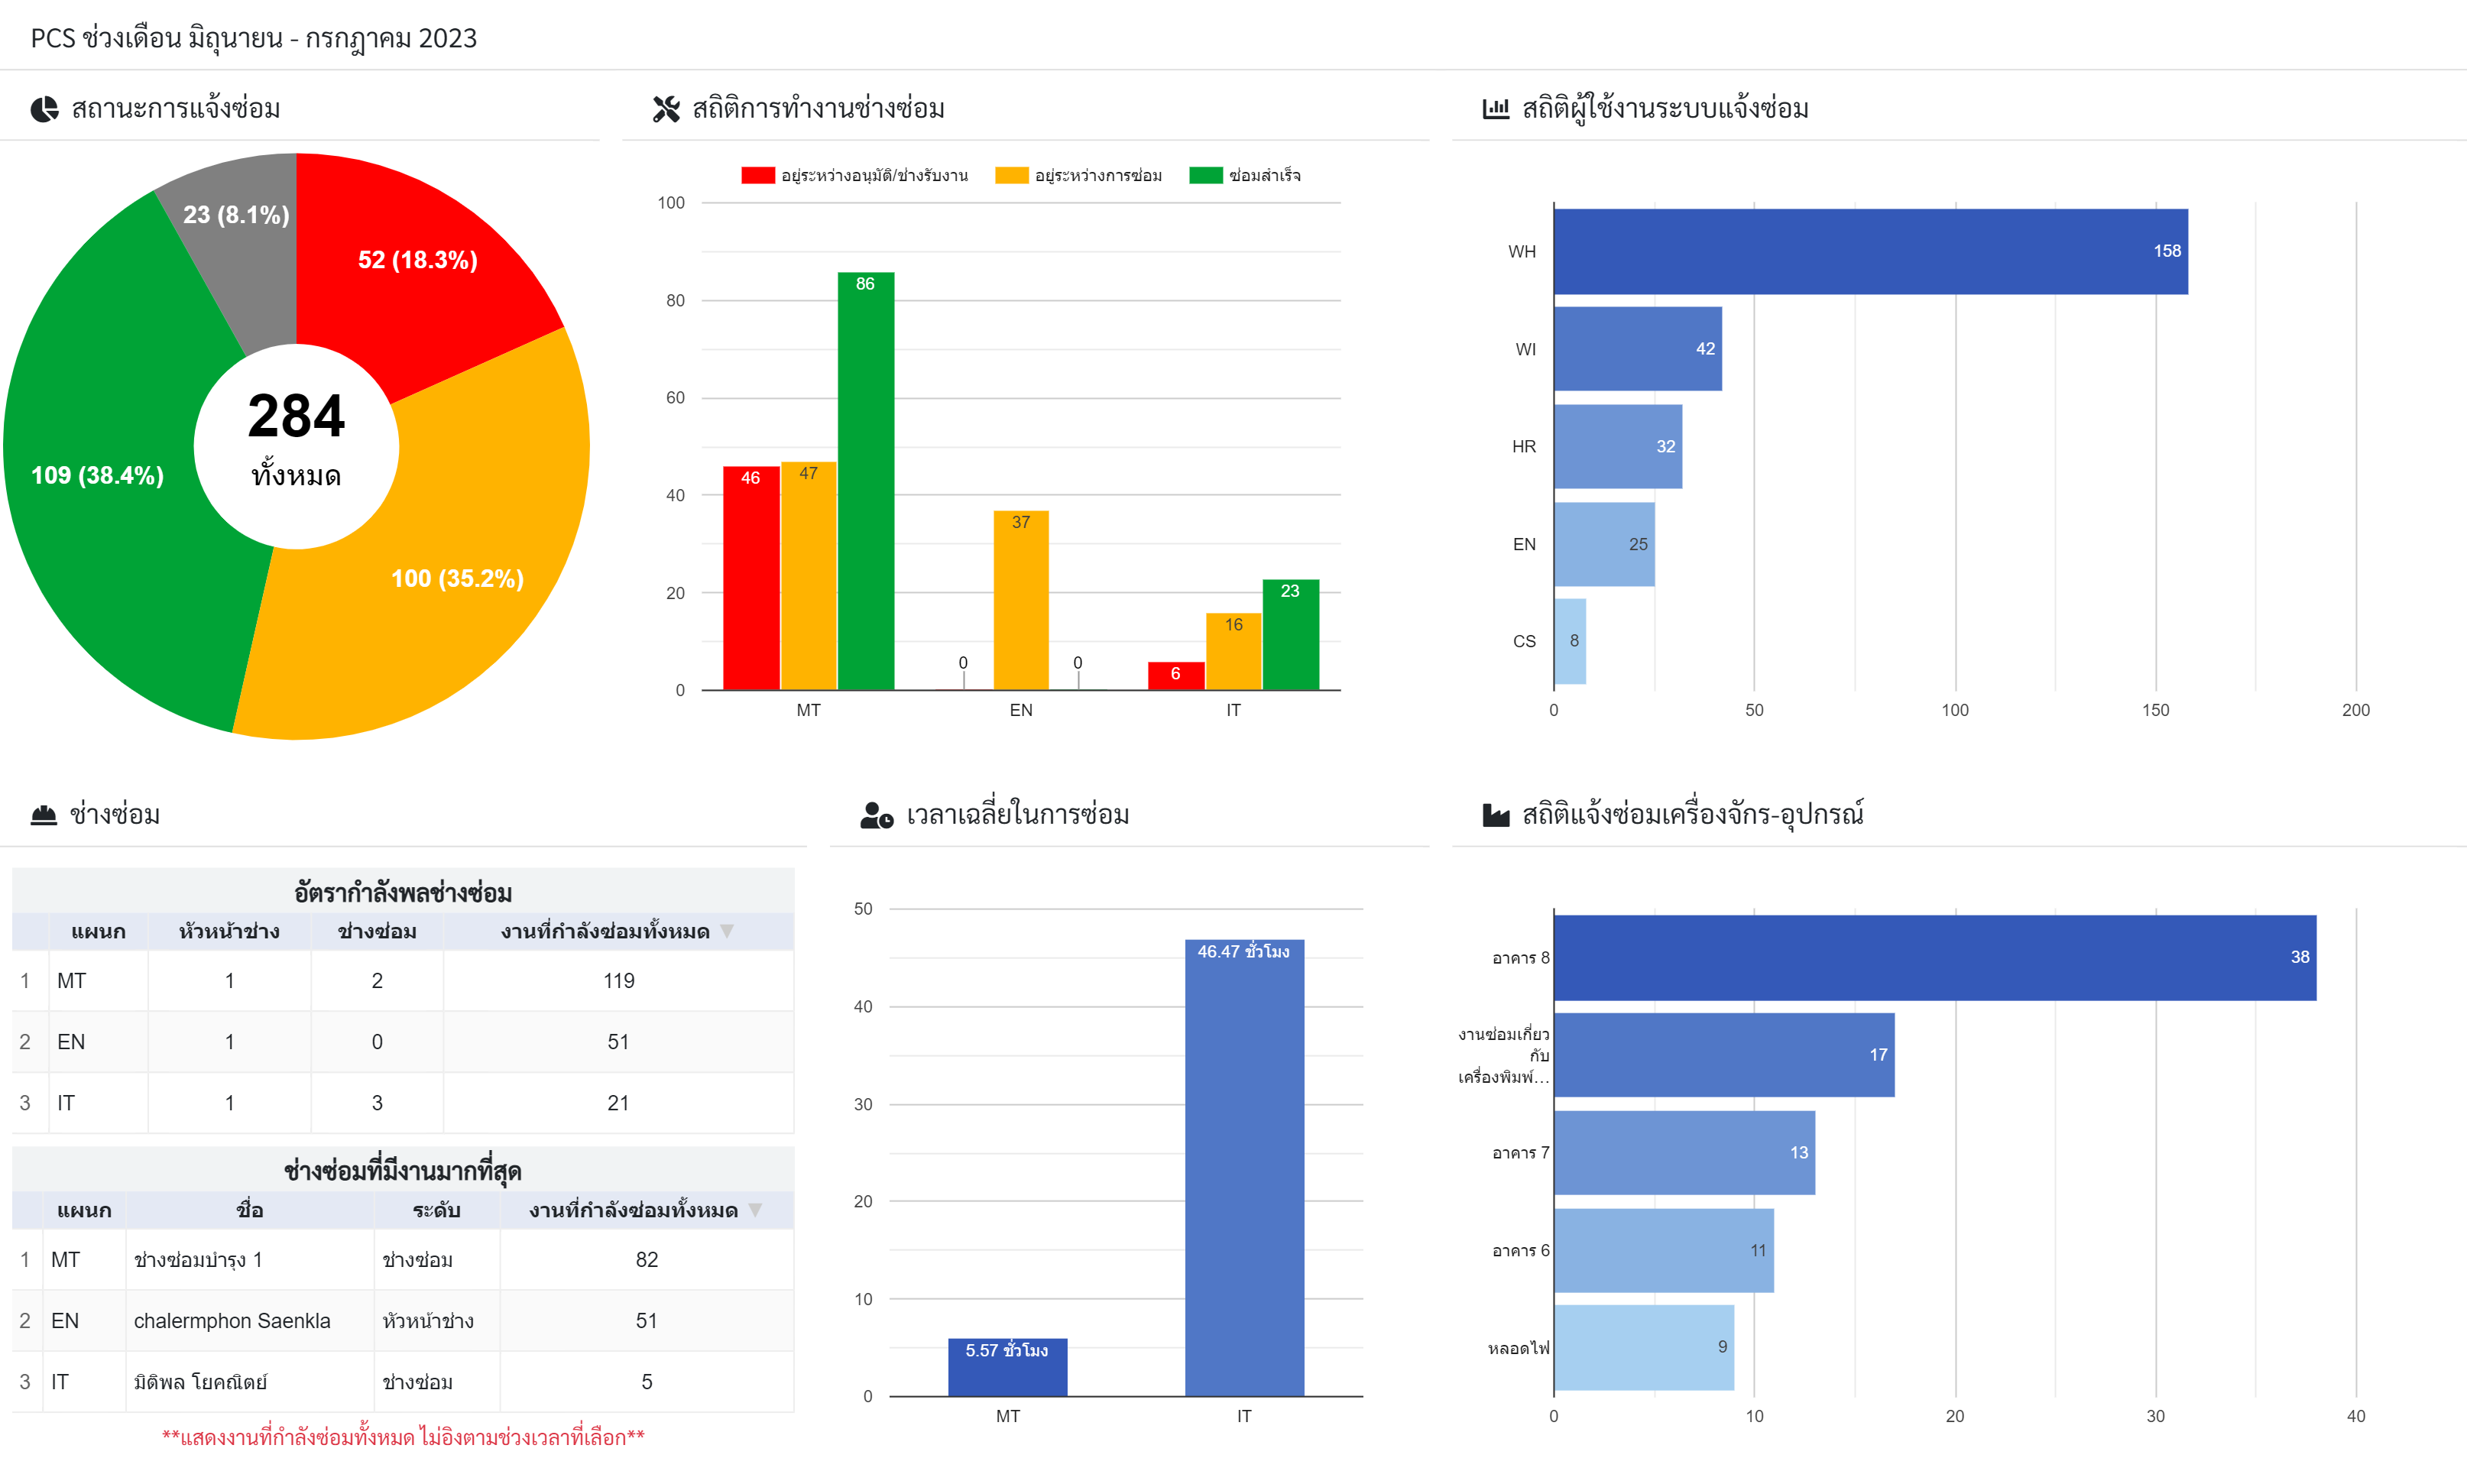 PCS ช่วงเดือน มิถุนายน - กรกฎาคม 2023
สถานะการแจ้งซ่อม
23 (8.1%)
52 (18.3%)
109 (38.4%)
100 (35.2%)
284
ทั้งหมด
สถิติการทำงานช่างซ่อม
อยู่ระหว่างอนุมัติ/ช่างรับงาน
อยู่ระหว่างการซ่อม
ซ่อมสำเร็จ
100
80
60
40
20
0
46
47
86
0
37
0
6
16
23
MT
EN
IT
สถิติผู้ใช้งานระบบแจ้งซ่อม
WH
158
WI
42
HR
32
EN
25
CS
8
0
50
100
150
200
ช่างซ่อม
อัตรากำลังพลช่างซ่อม
แผนก หัวหน้าช่าง ช่างซ่อม งานที่กำลังซ่อมทั้งหมด ▼
1 MT 1 2 119
2 EN 1 0 51
3 IT 1 3 21
ช่างซ่อมที่มีงานมากที่สุด
แผนก ชื่อ ระดับ งานที่กำลังซ่อมทั้งหมด ▼
1 MT ช่างซ่อมบำรุง 1 ช่างซ่อม 82
2 EN chalermphon Saenkla หัวหน้าช่าง 51
3 IT มิติพล โยคณิตย์ ช่างซ่อม 5
**แสดงงานที่กำลังซ่อมทั้งหมด ไม่อิงตามช่วงเวลาที่เลือก**
เวลาเฉลี่ยในการซ่อม
50
40
30
20
10
0
5.57 ชั่วโมง
46.47 ชั่วโมง
MT
IT
สถิติแจ้งซ่อมเครื่องจักร-อุปกรณ์
อาคาร 8
38
งานซ่อมเกี่ยว
กับ
เครื่องพิมพ์…
17
อาคาร 7
13
อาคาร 6
11
หลอดไฟ
9
0
10
20
30
40